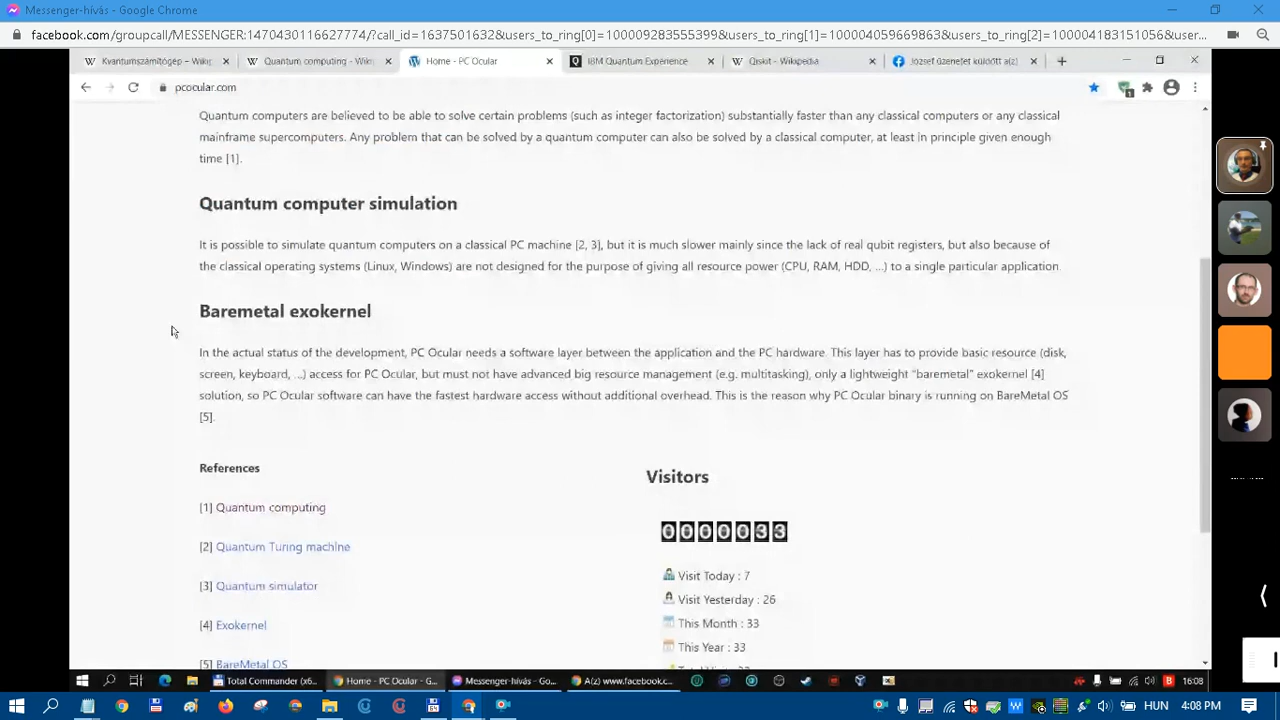 Messenger-hívás - Google Chrome
facebook.com/groupcall/MESSENGER:1470430116627774/?call_id=1637501632&users_to_ring[0]=100009283555399&users_to_ring[1]=100004059669863&users_to_ring[2]=100004183151056&user...
Kvantumszámítógép - Wikip
Quantum computing - Wiki
Home - PC Ocular
IBM Quantum Experience
Qiskit - Wikipedia
József üzenetet küldött a(z)
pcocular.com
Quantum computers are believed to be able to solve certain problems (such as integer factorization) substantially faster than any classical computers or any classical
mainframe supercomputers. Any problem that can be solved by a quantum computer can also be solved by a classical computer, at least in principle given enough
time [1].
Quantum computer simulation
It is possible to simulate quantum computers on a classical PC machine [2, 3], but it is much slower mainly since the lack of real qubit registers, but also because of
the classical operating systems (Linux, Windows) are not designed for the purpose of giving all resource power (CPU, RAM, HDD, ...) to a single particular application.
Baremetal exokernel
In the actual status of the development, PC Ocular needs a software layer between the application and the PC hardware. This layer has to provide basic resource (disk,
screen, keyboard, ...) access for PC Ocular, but must not have advanced big resource management (e.g. multitasking), only a lightweight “baremetal” exokernel [4]
solution, so PC Ocular software can have the fastest hardware access without additional overhead. This is the reason why PC Ocular binary is running on BareMetal OS
[5].
References
[1] Quantum computing
[2] Quantum Turing machine
[3] Quantum simulator
[4] Exokernel
[5] BareMetal OS
Visitors
0000033
Visit Today : 7
Visit Yesterday : 26
This Month : 33
This Year : 33
Total Commander (x6...
Home - PC Ocular - G...
Messenger-hívás - Go...
A(z) www.facebook.c...
16:08
HUN
4:08 PM